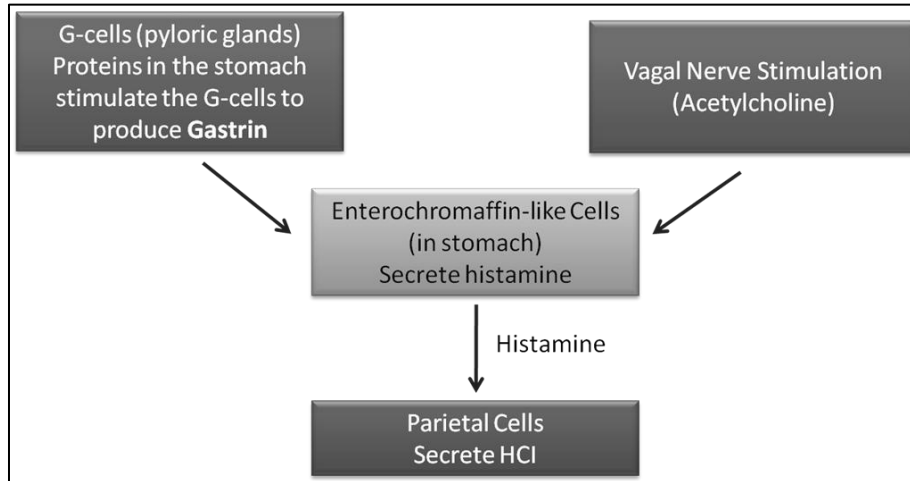 G-cells (pyloric glands)
Proteins in the stomach
stimulate the G-cells to
produce Gastrin
Vagal Nerve Stimulation
(Acetylcholine)
Enterochromaffin-like Cells
(in stomach)
Secrete histamine
Histamine
Parietal Cells
Secrete HCI